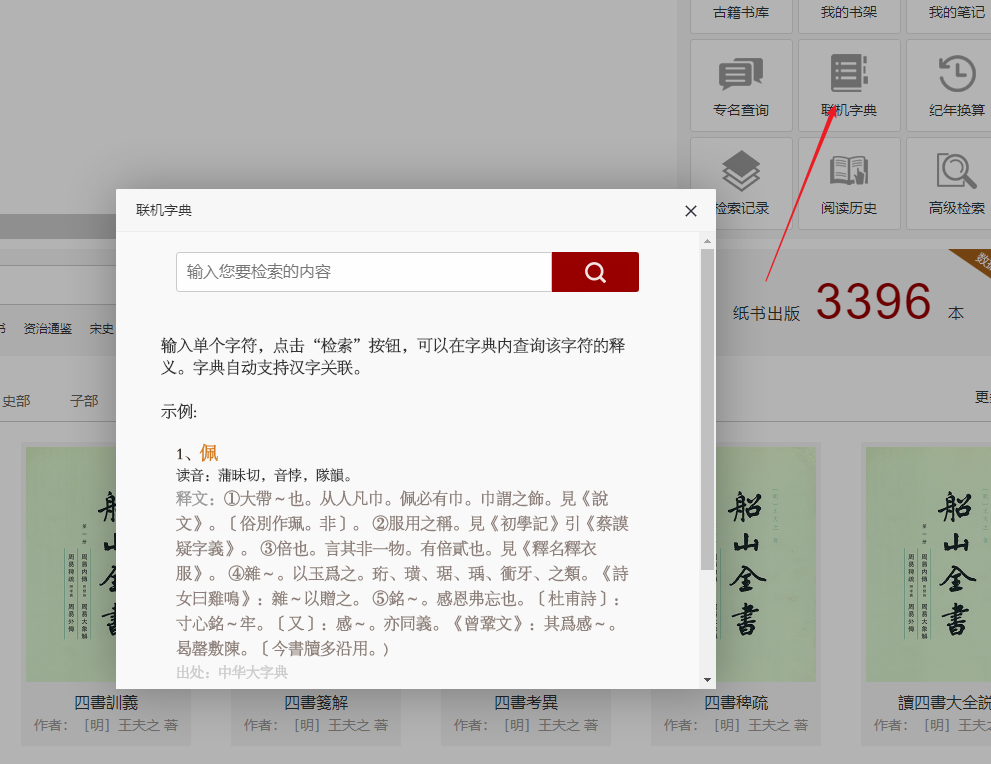 古籍书库
我的书架
我的笔记
专名查询
联机字典
纪年换算
检索记录
阅读历史
高级检索
联机字典
输入您要检索的内容
输入单个字符，点击“检索”按钮，可以在字典内查询该字符的释
义。字典自动支持汉字关联。
示例:
1、佩
读音：蒲昧切，音悖，隊韻。
释文：①大帶～也。从人凡巾。佩必有巾。巾謂之飾。見《說
文》。〔俗別作珮。非〕。 ②服用之稱。見《初學記》引《蔡謨
疑字義》。 ③倍也。言其非一物。有倍貳也。見《釋名釋衣
服》。 ④雜～。以玉爲之。珩、璜、琚、瑀、衝牙、之類。《詩
女曰雞鳴》：雜～以贈之。 ⑤銘～。感恩弗忘也。〔杜甫詩〕：
寸心銘～牢。〔又〕：感～。亦同義。《曾鞏文》：其爲感～。
曷罄敷陳。〔今書牘多沿用。)
出处：中华大字典
书 资治通鉴 宋史
纸书出版 3396 本
史部 子部
更
船山全書
船山全書
船山全書
四書訓義
作者： [明] 王夫之 著
四書箋解
作者： [明] 王夫之 著
四書考異
作者： [明] 王夫之 著
四書稗疏
作者： [明] 王夫之 著
讀四書大全説
作者： [明] 王夫之